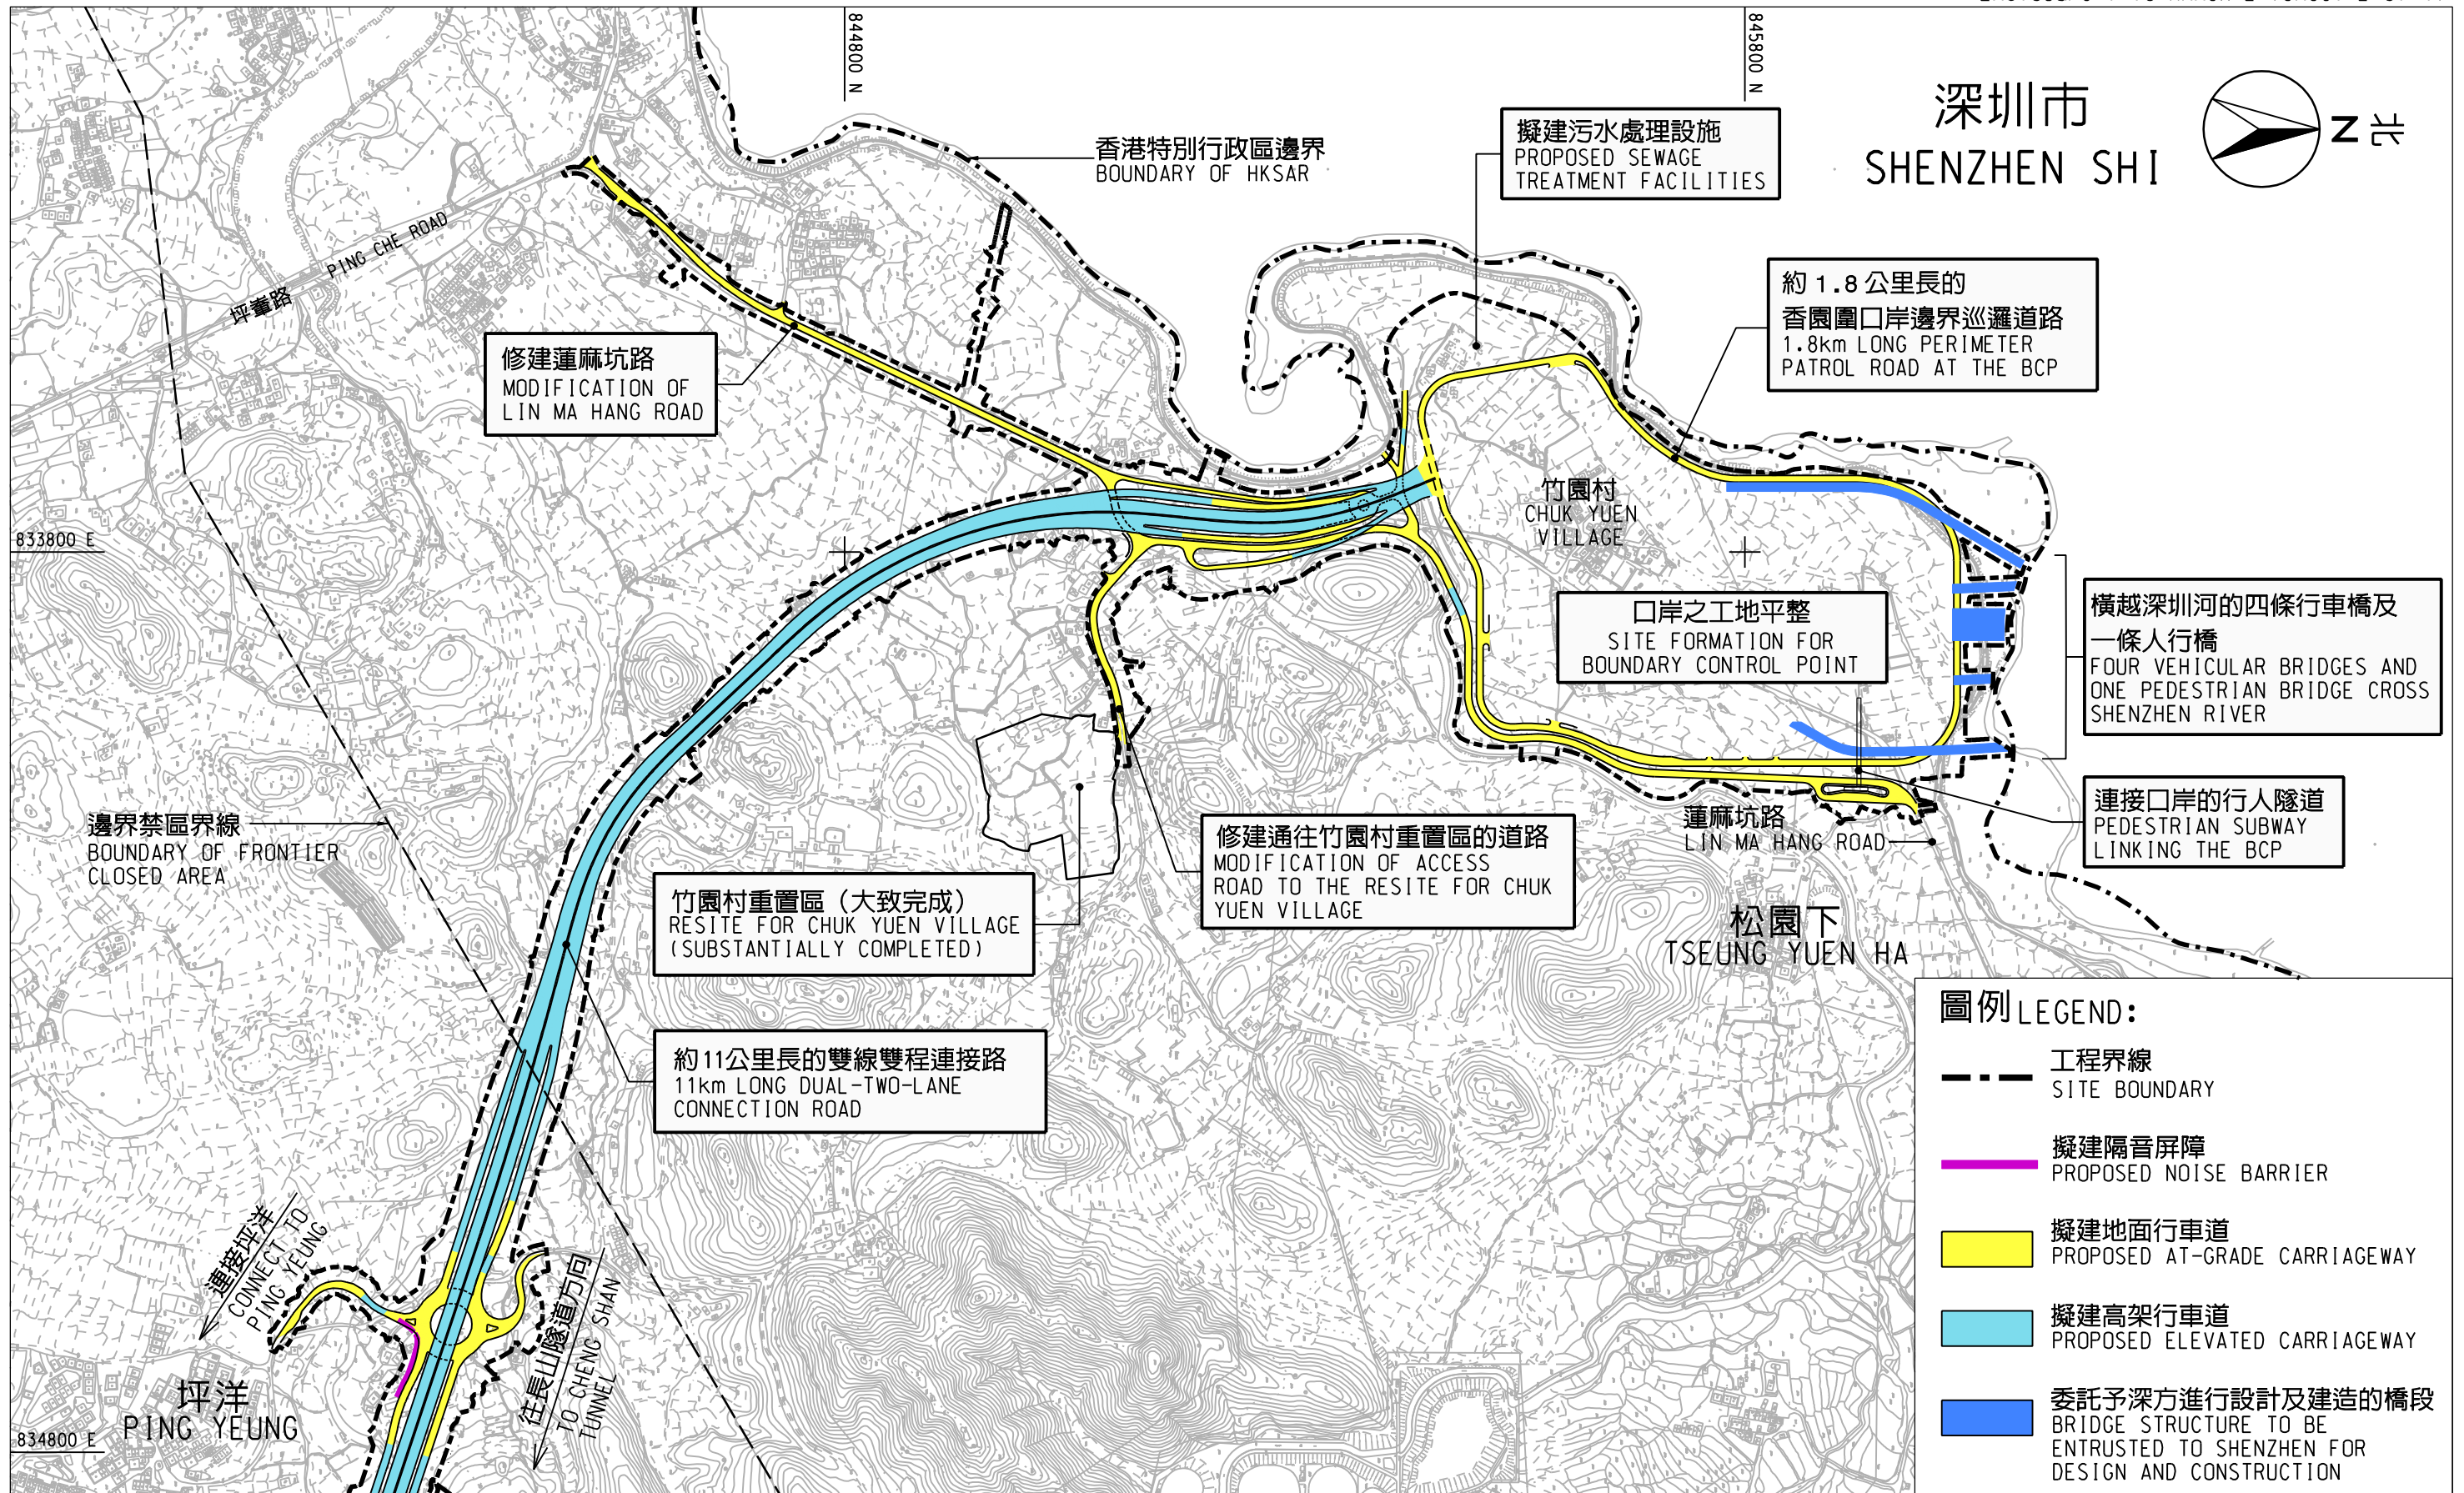 844800 N
845800 N
深圳市
SHENZHEN SHI
N 北
香港特別行政區邊界
BOUNDARY OF HKSAR
擬建污水處理設施
PROPOSED SEWAGE
TREATMENT FACILITIES
坪輋路
PING CHE ROAD
約 1.8 公里長的
香園圍口岸邊界巡邏道路
1.8km LONG PERIMETER
PATROL ROAD AT THE BCP
修建蓮麻坑路
MODIFICATION OF
LIN MA HANG ROAD
竹園村
CHUK YUEN
VILLAGE
833800 E
口岸之工地平整
SITE FORMATION FOR
BOUNDARY CONTROL POINT
橫越深圳河的四條行車橋及
一條人行橋
FOUR VEHICULAR BRIDGES AND
ONE PEDESTRIAN BRIDGE CROSS
SHENZHEN RIVER
連接口岸的行人隧道
PEDESTRIAN SUBWAY
LINKING THE BCP
蓮麻坑路
LIN MA HANG ROAD
邊界禁區界線
BOUNDARY OF FRONTIER
CLOSED AREA
修建通往竹園村重置區的道路
MODIFICATION OF ACCESS
ROAD TO THE RESITE FOR CHUK
YUEN VILLAGE
竹園村重置區（大致完成）
RESITE FOR CHUK YUEN VILLAGE
(SUBSTANTIALLY COMPLETED)
松園下
TSEUNG YUEN HA
約11公里長的雙線雙程連接路
11km LONG DUAL-TWO-LANE
CONNECTION ROAD
連接坪洋
CONNECT TO
PING YEUNG
往長山隧道方向
TO CHENG SHAN
TUNNEL
坪洋
PING YEUNG
834800 E
圖例 LEGEND:
工程界線
SITE BOUNDARY
擬建隔音屏障
PROPOSED NOISE BARRIER
擬建地面行車道
PROPOSED AT-GRADE CARRIAGEWAY
擬建高架行車道
PROPOSED ELEVATED CARRIAGEWAY
委託予深方進行設計及建造的橋段
BRIDGE STRUCTURE TO BE
ENTRUSTED TO SHENZHEN FOR
DESIGN AND CONSTRUCTION